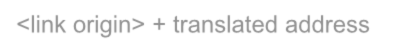 <link origin> + translated address